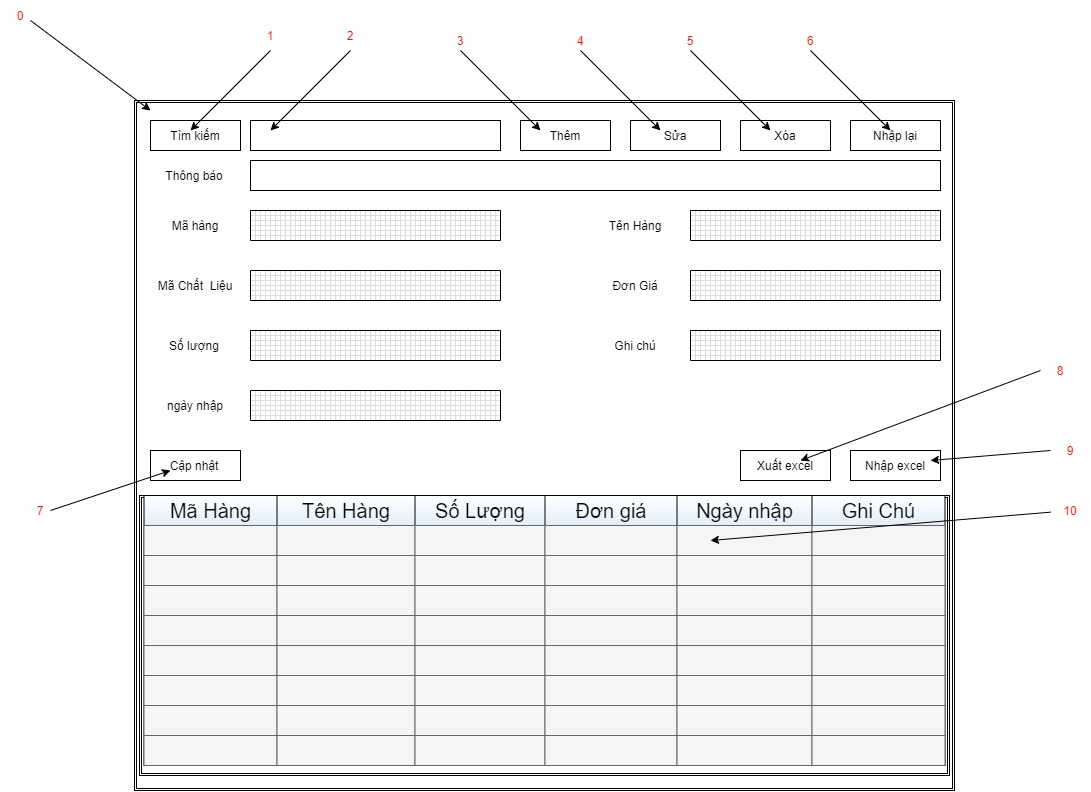 0
1
2
3
4
5
6
Tìm kiếm
Thêm
Sửa
Xóa
Nhập lại
Thông báo
Mã hàng
Tên Hàng
Mã Chất Liệu
Đơn Giá
Số lượng
Ghi chú
8
ngày nhập
9
Cập nhật
Xuất excel
Nhập excel
7
10
Mã Hàng Tên Hàng Số Lượng Đơn giá Ngày nhập Ghi Chú